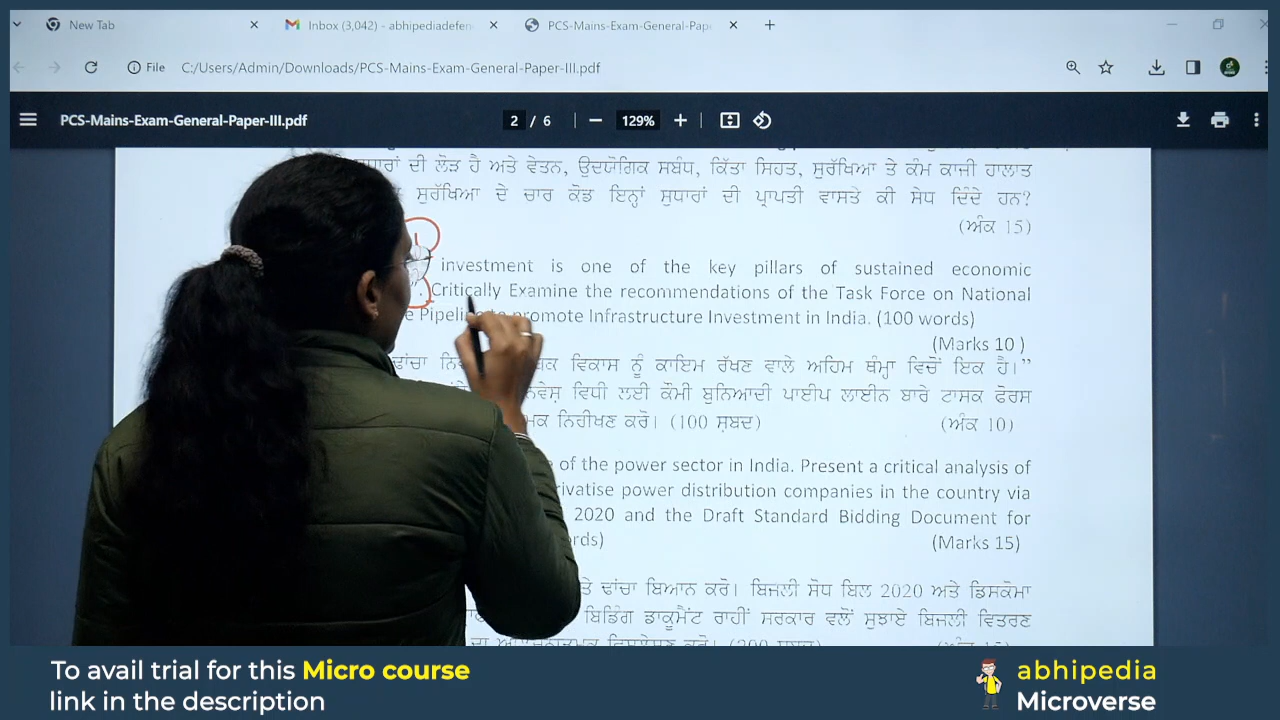 New Tab
Inbox (3,042) - abhipediadefen
PCS-Mains-Exam-General-Pape
File C:/Users/Admin/Downloads/PCS-Mains-Exam-General-Paper-III.pdf
PCS-Mains-Exam-General-Paper-III.pdf 2 / 6 129%
ਸੁਧਾਰਾਂ ਦੀ ਲੋੜ ਹੈ ਅਤੇ ਵੇਤਨ, ਉਦਯੋਗਿਕ ਸਬੰਧ, ਕਿੱਤਾ ਸਿਹਤ, ਸੁਰੱਖਿਆ ਤੇ ਕੰਮ ਕਾਜੀ ਹਾਲਾਤ
ਸੁਰੱਖਿਆ ਦੇ ਚਾਰ ਕੋਡ ਇਨ੍ਹਾਂ ਸੁਧਾਰਾਂ ਦੀ ਪ੍ਰਾਪਤੀ ਵਾਸਤੇ ਕੀ ਸੇਧ ਦਿੰਦੇ ਹਨ?
(ਅੰਕ 15)
investment is one of the key pillars of sustained economic
". Critically Examine the recommendations of the Task Force on National
e Pipeline to promote Infrastructure Investment in India. (100 words)
(Marks 10 )
ਢਾਂਚਾ ਵਿਕਾਸ ਨੂੰ ਕਾਇਮ ਰੱਖਣ ਵਾਲੇ ਅਹਿਮ ਥੰਮ੍ਹਾ ਵਿਚੋਂ ਇਕ ਹੈ।”
ਵਿਧੀ ਲਈ ਕੌਮੀ ਬੁਨਿਆਦੀ ਪਾਈਪ ਲਾਈਨ ਬਾਰੇ ਟਾਸਕ ਫੋਰਸ
ਨਿਰੀਖਣ ਕਰੋ। (100 ਸ਼ਬਦ) (ਅੰਕ 10)
of the power sector in India. Present a critical analysis of
rivatise power distribution companies in the country via
2020 and the Draft Standard Bidding Document for
rds) (Marks 15)
ਤੇ ਢਾਂਚਾ ਬਿਆਨ ਕਰੋ। ਬਿਜਲੀ ਸੋਧ ਬਿਲ 2020 ਅਤੇ ਡਿਸਕੋਮਾ
ਬਿਡਿੰਗ ਡਾਕੂਮੈਂਟ ਰਾਹੀਂ ਸਰਕਾਰ ਵਲੋਂ ਸੁਝਾਏ ਬਿਜਲੀ ਵਿਤਰਣ
To avail trial for this Micro course
link in the description
abhipedia
Microverse